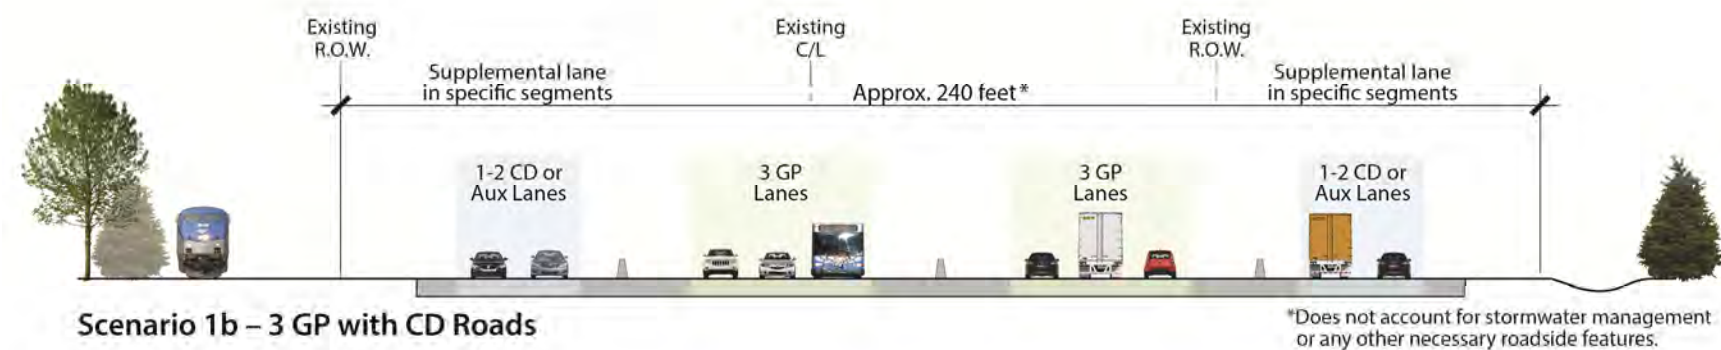 Existing
R.O.W.
Existing
C/L
Existing
R.O.W.
Supplemental lane
in specific segments
Approx. 240 feet*
Supplemental lane
in specific segments
1-2 CD or
Aux Lanes
3 GP
Lanes
3 GP
Lanes
1-2 CD or
Aux Lanes
Scenario 1b – 3 GP with CD Roads
*Does not account for stormwater management
or any other necessary roadside features.